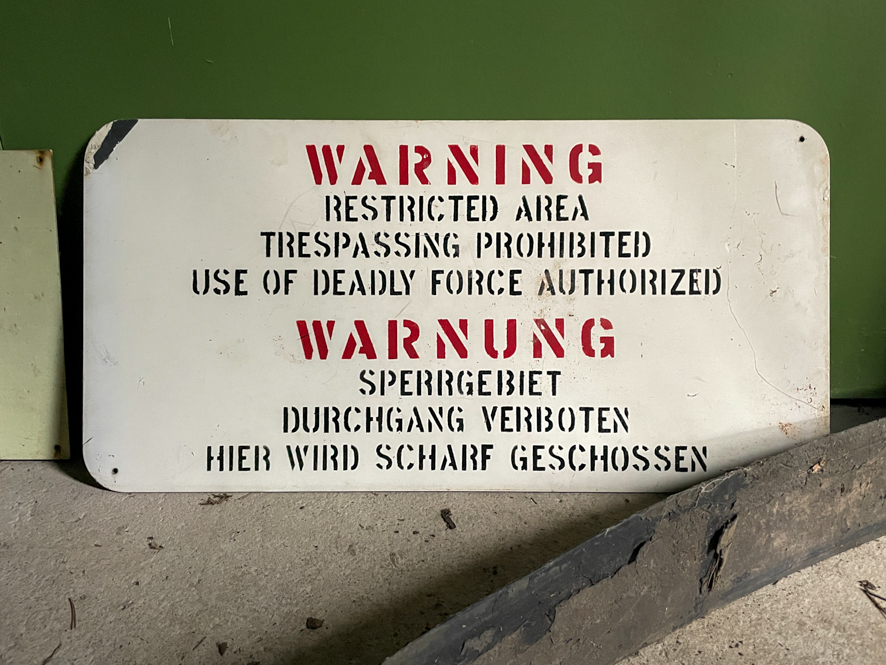 WARNING
RESTRICTED AREA
TRESPASSING PROHIBITED
USE OF DEADLY FORCE AUTHORIZED
WARNUNG
SPERRGEBIET
DURCHGANG VERBOTEN
HIER WIRD SCHARF GESCHOSSEN